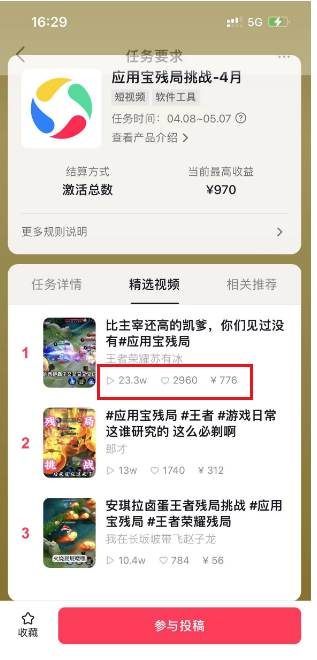 16:29
5G
任务要求
应用宝残局挑战-4月
短视频 软件工具
任务时间：04.08~05.07
查看产品介绍 >
结算方式 当前最高收益
激活总数 ¥970
更多规则说明 >
任务详情 精选视频 相关推荐
1
比主宰还高的凯爹，你们见过没
有#应用宝残局
王者荣耀苏有冰
23.3w 2960 ¥ 776
残局
挑战
2
#应用宝残局 #王者 #游戏日常
这谁研究的 这么必剥啊
郎才
13w 1740 ¥ 312
3
安琪拉卤蛋王者残局挑战 #应用
宝残局 #王者荣耀残局
我在长坂坡带飞赵子龙
10.4w 784 ¥ 56
收藏
参与投稿